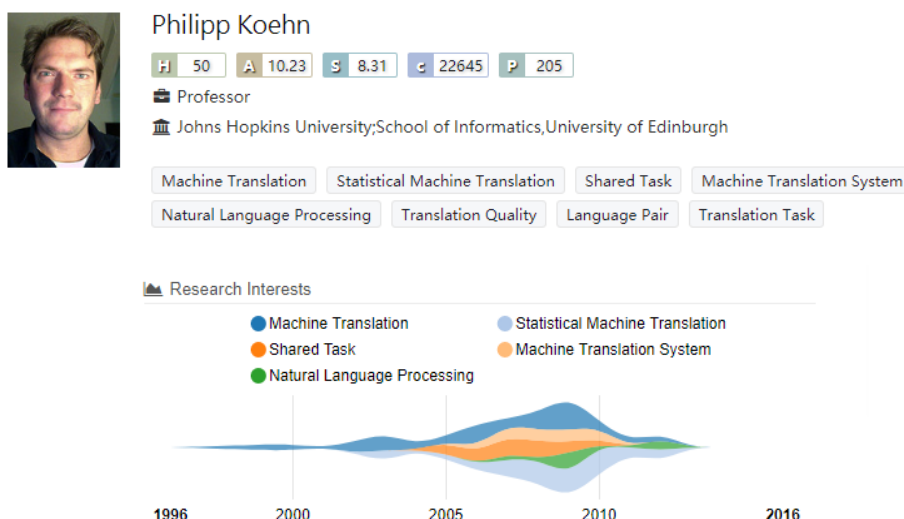 Philipp Koehn
H 50 A 10.23 S 8.31 c 22645 P 205
Professor
Johns Hopkins University;School of Informatics,University of Edinburgh
Machine Translation Statistical Machine Translation Shared Task Machine Translation System
Natural Language Processing Translation Quality Language Pair Translation Task
Research Interests
Machine Translation Statistical Machine Translation
Shared Task Machine Translation System
Natural Language Processing
1996 2000 2005 2010 2016